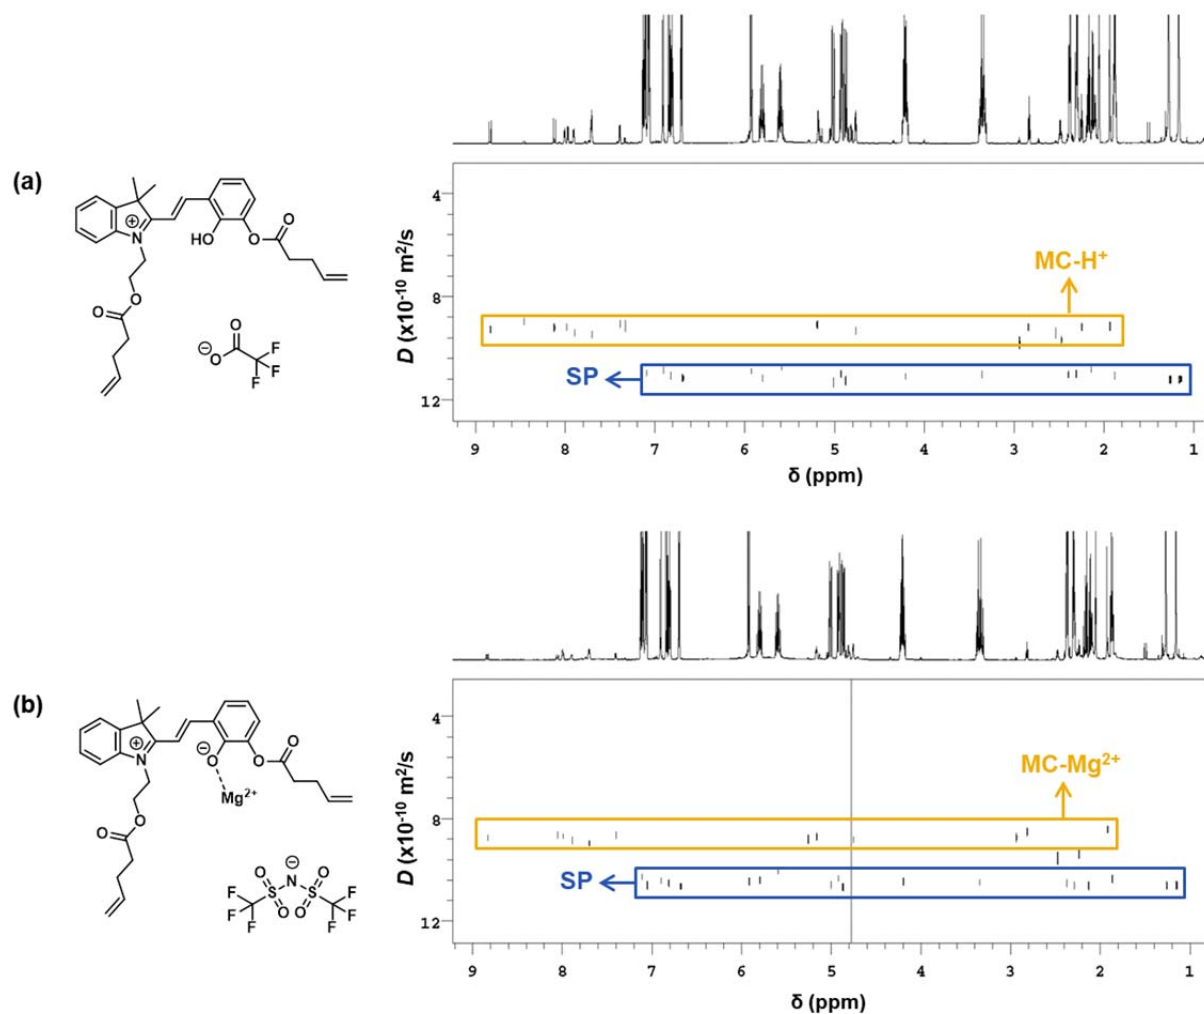 (a)
N
+
HO
O
O
O
O
O
O
⊖O
F
F
F
D (x10⁻¹⁰ m²/s)
4
8
12
MC-H⁺
SP
9 8 7 6 5 4 3 2 1
δ (ppm)
(b)
N
+
⊖
O
O
O
Mg²⁺
O
O
⊖
O O
S N S
O O
F F
F F
F F
D (x10⁻¹⁰ m²/s)
4
8
12
MC-Mg²⁺
SP
9 8 7 6 5 4 3 2 1
δ (ppm)